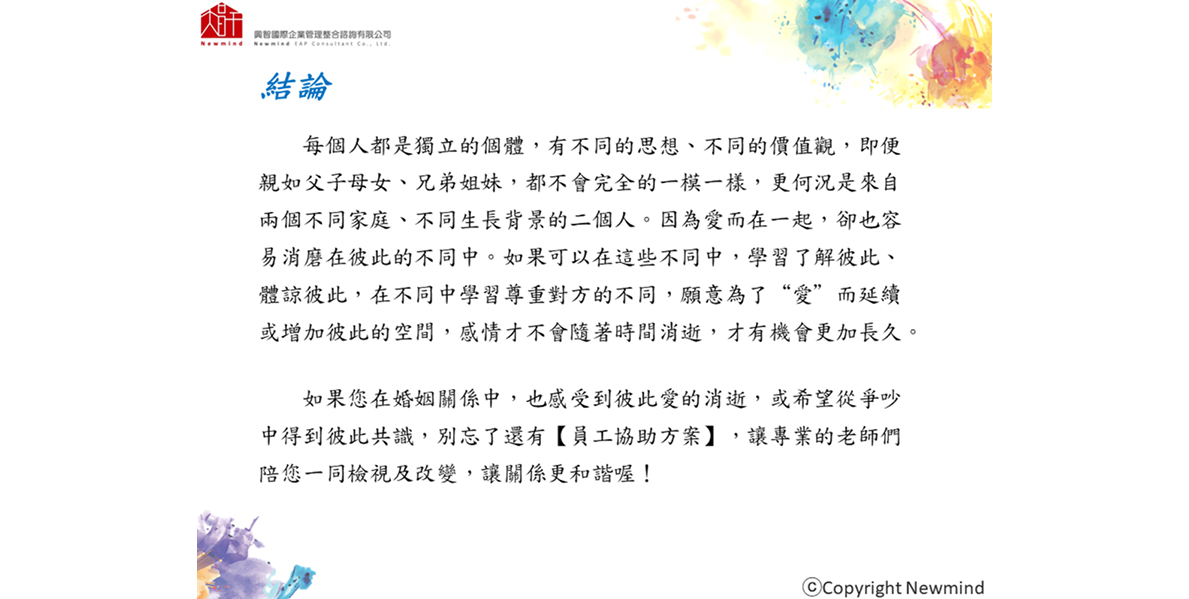 Newmind
興智國際企業管理整合諮詢有限公司
Newmind EAP Consultant Co., Ltd.
結論
每個人都是獨立的個體，有不同的思想、不同的價值觀，即便
親如父子母女、兄弟姐妹，都不會完全的一模一樣，更何況是來自
兩個不同家庭、不同生長背景的二個人。因為愛而在一起，卻也容
易消磨在彼此的不同中。如果可以在這些不同中，學習了解彼此、
體諒彼此，在不同中學習尊重對方的不同，願意為了“愛”而延續
或增加彼此的空間，感情才不會隨著時間消逝，才有機會更加長久。
如果您在婚姻關係中，也感受到彼此愛的消逝，或希望從爭吵
中得到彼此共識，別忘了還有【員工協助方案】，讓專業的老師們
陪您一同檢視及改變，讓關係更和諧喔！
ⓒCopyright Newmind